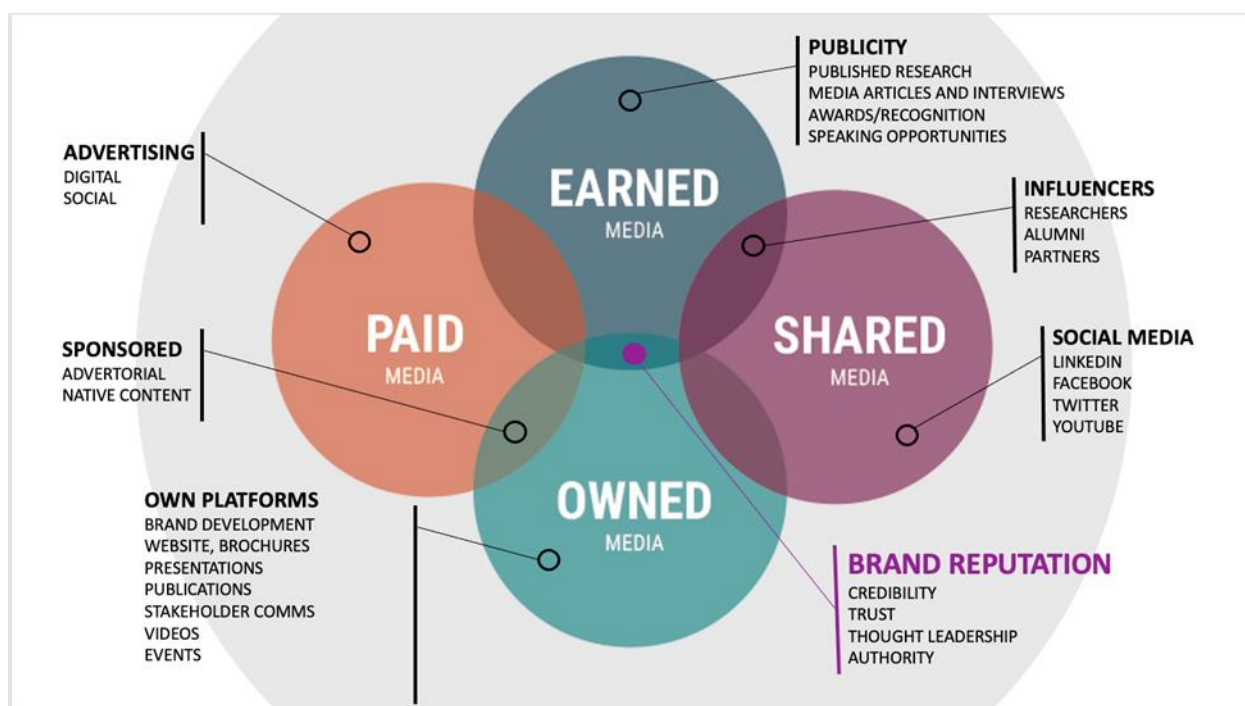 PUBLICITY
PUBLISHED RESEARCH
MEDIA ARTICLES AND INTERVIEWS
AWARDS/RECOGNITION
SPEAKING OPPORTUNITIES
ADVERTISING
DIGITAL
SOCIAL
EARNED
MEDIA
INFLUENCERS
RESEARCHERS
ALUMNI
PARTNERS
PAID
MEDIA
SHARED
MEDIA
SPONSORED
ADVERTORIAL
NATIVE CONTENT
SOCIAL MEDIA
LINKEDIN
FACEBOOK
TWITTER
YOUTUBE
OWNED
MEDIA
OWN PLATFORMS
BRAND DEVELOPMENT
WEBSITE, BROCHURES
PRESENTATIONS
PUBLICATIONS
STAKEHOLDER COMMS
VIDEOS
EVENTS
BRAND REPUTATION
CREDIBILITY
TRUST
THOUGHT LEADERSHIP
AUTHORITY